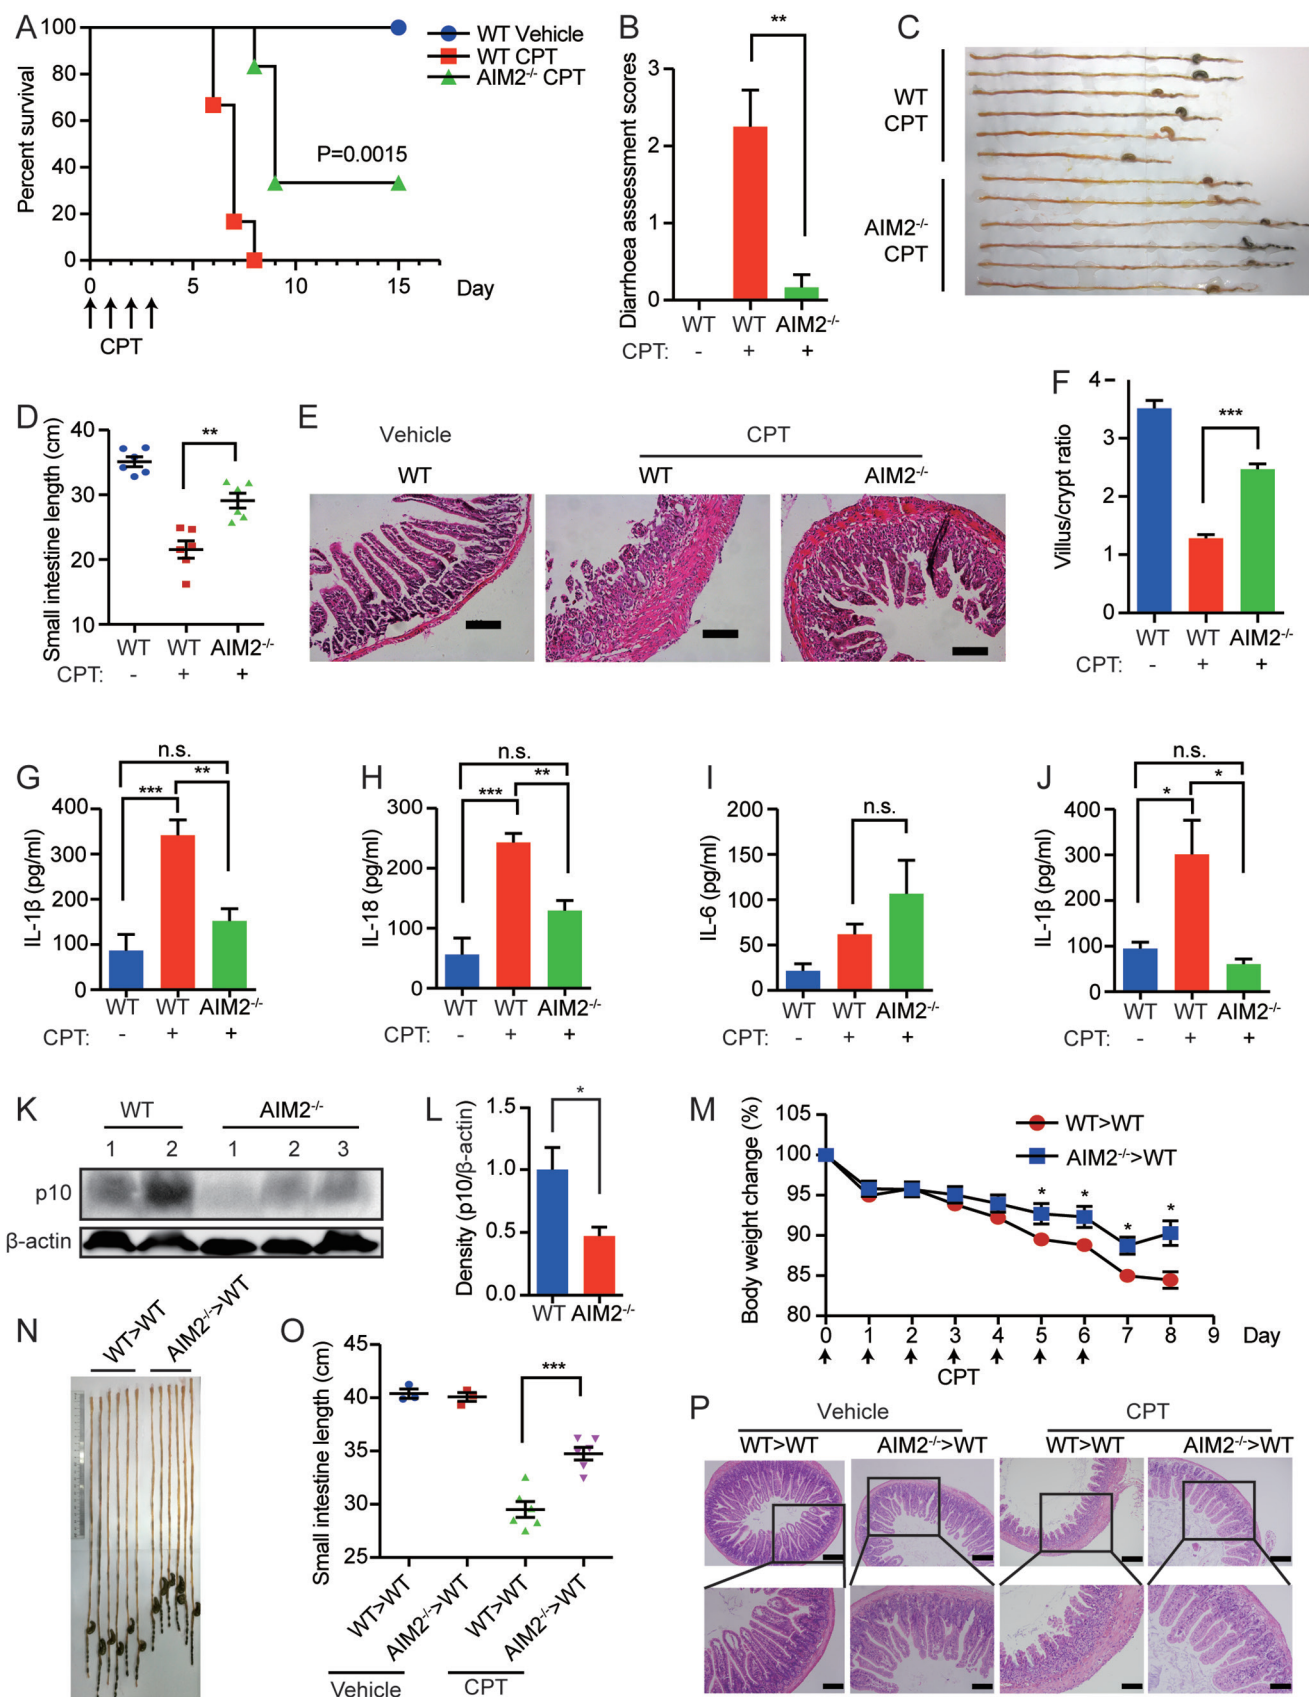 A
Percent survival
100
80
60
40
20
0
0
5
10
15
Day
CPT
P=0.0015
WT Vehicle
WT CPT
AIM2-/- CPT
B
Diarrhoea assessment scores
3
2
1
0
**
WT
WT
AIM2-/-
CPT:
-
+
+
C
WT
CPT
AIM2-/-
CPT
D
Small intestine length (cm)
40
30
20
10
**
WT
WT
AIM2-/-
CPT:
-
+
+
E
Vehicle
CPT
WT
WT
AIM2-/-
F
Villus/crypt ratio
4
3
2
1
0
***
WT
WT
AIM2-/-
CPT:
-
+
+
G
IL-1β (pg/ml)
400
300
200
100
0
n.s.
***
**
WT
WT
AIM2-/-
CPT:
-
+
+
H
IL-18 (pg/ml)
300
200
100
0
n.s.
***
**
WT
WT
AIM2-/-
CPT:
-
+
+
I
IL-6 (pg/ml)
200
150
100
50
0
n.s.
WT
WT
AIM2-/-
CPT:
-
+
+
J
IL-1β (pg/ml)
400
300
200
100
0
n.s.
*
*
WT
WT
AIM2-/-
CPT:
-
+
+
K
WT
AIM2-/-
1
2
1
2
3
p10
β-actin
L
Density (p10/β-actin)
1.5
1.0
0.5
0.0
*
WT
AIM2-/-
M
Body weight change (%)
105
100
95
90
85
80
WT>WT
AIM2-/->WT
*
*
*
*
0
1
2
3
4
5
6
7
8
9
Day
CPT
N
WT>WT
AIM2-/->WT
O
Small intestine length (cm)
45
40
35
30
25
***
WT>WT
AIM2-/->WT
WT>WT
AIM2-/->WT
Vehicle
CPT
P
Vehicle
CPT
WT>WT
AIM2-/->WT
WT>WT
AIM2-/->WT